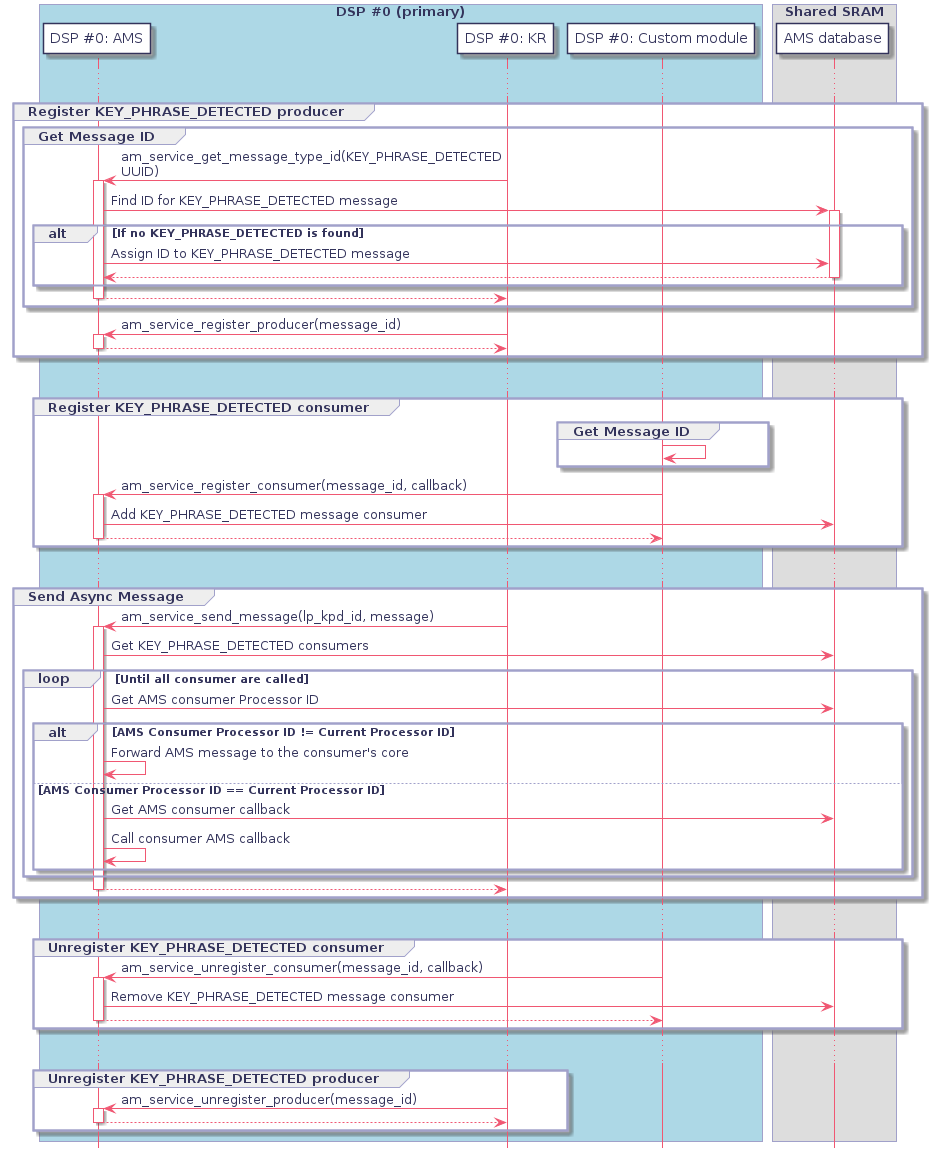 DSP #0 (primary)
Shared SRAM
DSP #0: AMS
DSP #0: KR
DSP #0: Custom module
AMS database
Register KEY_PHRASE_DETECTED producer
Get Message ID
am_service_get_message_type_id(KEY_PHRASE_DETECTED
UUID)
Find ID for KEY_PHRASE_DETECTED message
alt
[If no KEY_PHRASE_DETECTED is found]
Assign ID to KEY_PHRASE_DETECTED message
am_service_register_producer(message_id)
Register KEY_PHRASE_DETECTED consumer
Get Message ID
am_service_register_consumer(message_id, callback)
Add KEY_PHRASE_DETECTED message consumer
Send Async Message
am_service_send_message(lp_kpd_id, message)
Get KEY_PHRASE_DETECTED consumers
loop
[Until all consumer are called]
Get AMS consumer Processor ID
alt
[AMS Consumer Processor ID != Current Processor ID]
Forward AMS message to the consumer's core
[AMS Consumer Processor ID == Current Processor ID]
Get AMS consumer callback
Call consumer AMS callback
Unregister KEY_PHRASE_DETECTED consumer
am_service_unregister_consumer(message_id, callback)
Remove KEY_PHRASE_DETECTED message consumer
Unregister KEY_PHRASE_DETECTED producer
am_service_unregister_producer(message_id)